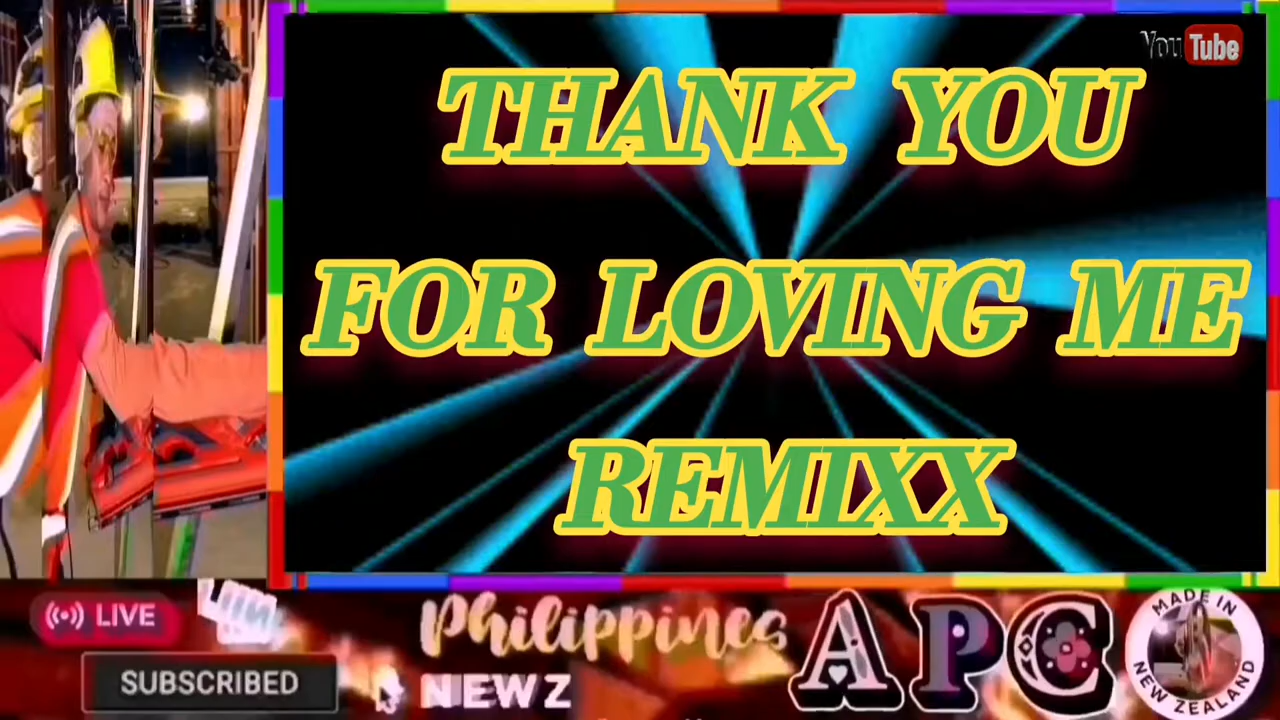 YouTube
THANK YOU
FOR LOVING ME
REMIXX
LIVE
SUBSCRIBED
Philippines
NEWZ
APC
MADE IN
NEW ZEALAND